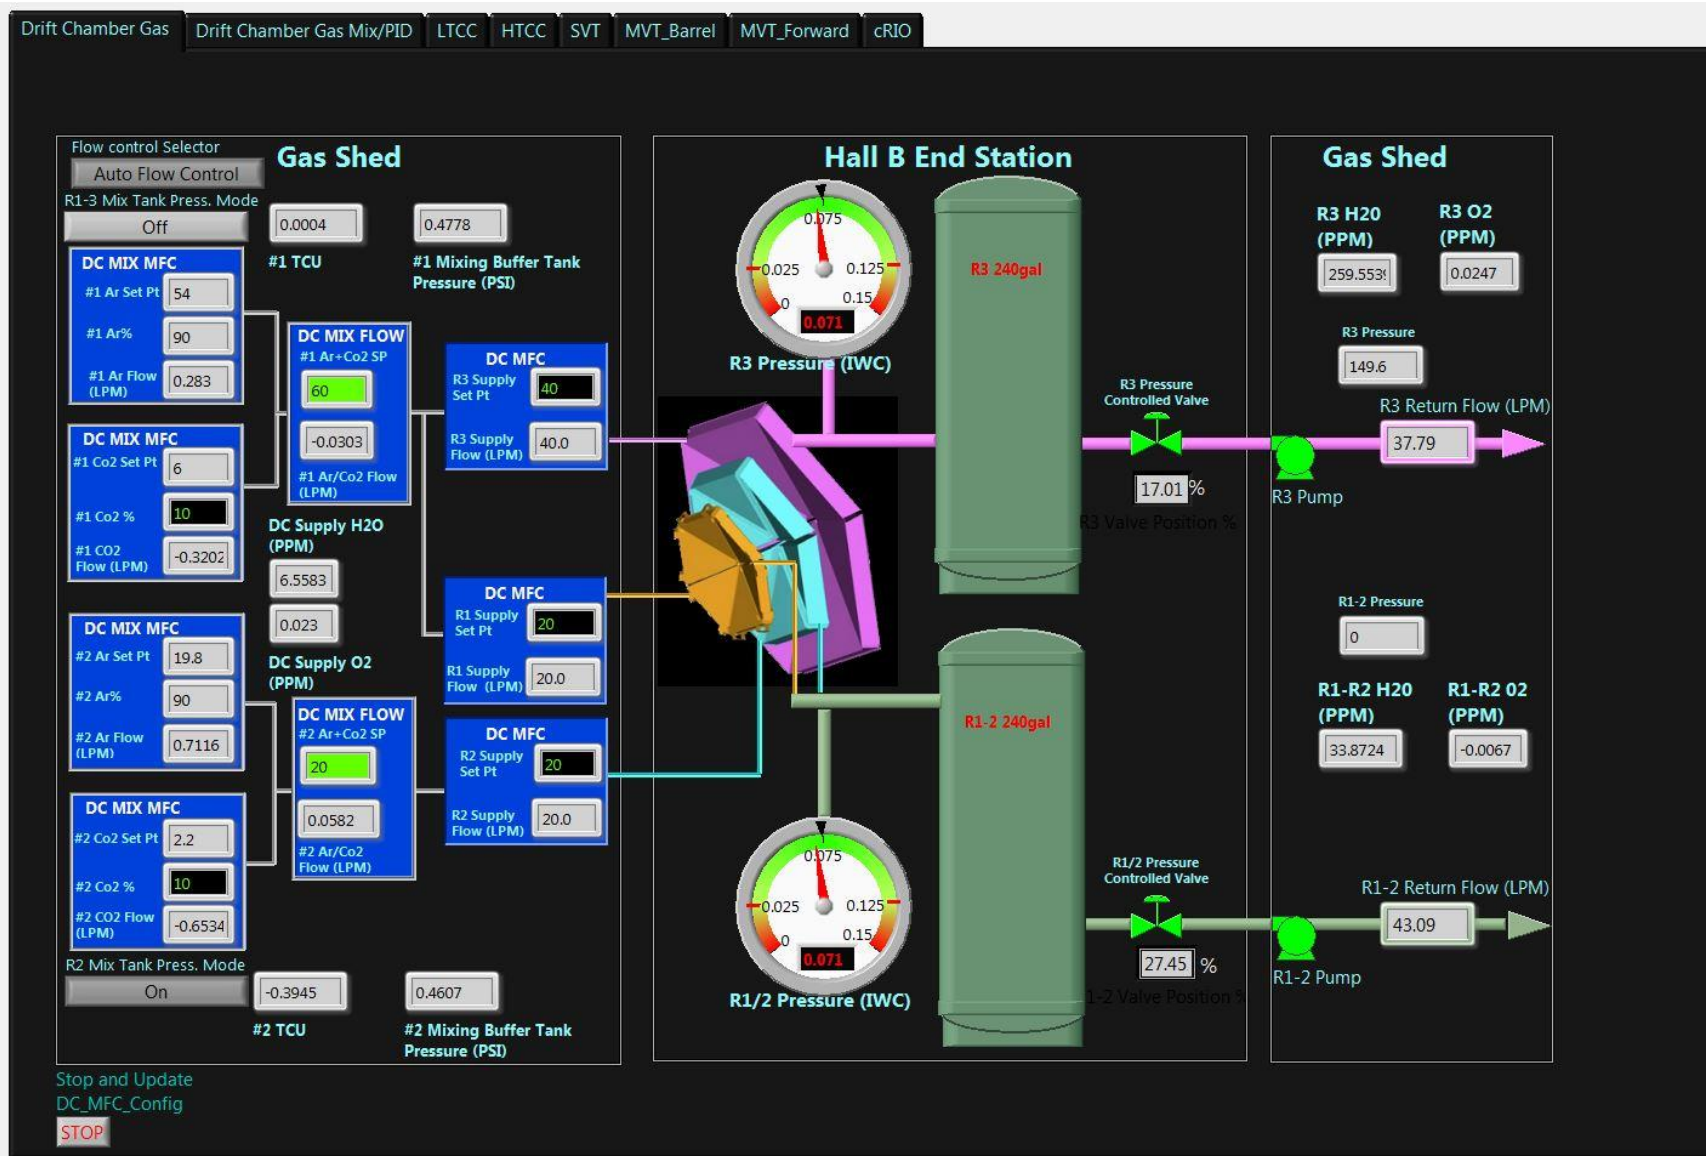 Drift Chamber Gas
Drift Chamber Gas Mix/PID
LTCC
HTCC
SVT
MVT_Barrel
MVT_Forward
cRIO
Flow control Selector
Auto Flow Control
Gas Shed
R1-3 Mix Tank Press. Mode
Off
0.0004
#1 TCU
0.4778
#1 Mixing Buffer Tank
Pressure (PSI)
DC MIX MFC
#1 Ar Set Pt
54
#1 Ar%
90
#1 Ar Flow
(LPM)
0.283
DC MIX MFC
#1 Co2 Set Pt
6
#1 Co2 %
10
#1 CO2
Flow (LPM)
-0.3202
DC MIX FLOW
#1 Ar+Co2 SP
60
-0.0303
#1 Ar/Co2 Flow
(LPM)
DC MFC
R3 Supply
Set Pt
40
R3 Supply
Flow (LPM)
40.0
DC Supply H2O
(PPM)
6.5583
0.023
DC Supply O2
(PPM)
DC MFC
R1 Supply
Set Pt
20
R1 Supply
Flow (LPM)
20.0
DC MIX MFC
#2 Ar Set Pt
19.8
#2 Ar%
90
#2 Ar Flow
(LPM)
0.7116
DC MIX FLOW
#2 Ar+Co2 SP
20
0.0582
#2 Ar/Co2
Flow (LPM)
DC MFC
R2 Supply
Set Pt
20
R2 Supply
Flow (LPM)
20.0
DC MIX MFC
#2 Co2 Set Pt
2.2
#2 Co2 %
10
#2 CO2 Flow
(LPM)
-0.6534
R2 Mix Tank Press. Mode
On
-0.3945
#2 TCU
0.4607
#2 Mixing Buffer Tank
Pressure (PSI)
Stop and Update
DC_MFC_Config
STOP
Hall B End Station
0.075
0.025
0.125
0
0.15
0.071
R3 Pressure (IWC)
R3 240gal
R3 Pressure
Controlled Valve
17.01 %
R3 Valve Position %
R1-2 240gal
0.075
0.025
0.125
0
0.15
0.071
R1/2 Pressure (IWC)
R1/2 Pressure
Controlled Valve
27.45 %
1-2 Valve Position %
Gas Shed
R3 H20
(PPM)
259.553
R3 O2
(PPM)
0.0247
R3 Pressure
149.6
R3 Return Flow (LPM)
37.79
R3 Pump
R1-2 Pressure
0
R1-R2 H20
(PPM)
33.8724
R1-R2 02
(PPM)
-0.0067
R1-2 Return Flow (LPM)
43.09
R1-2 Pump